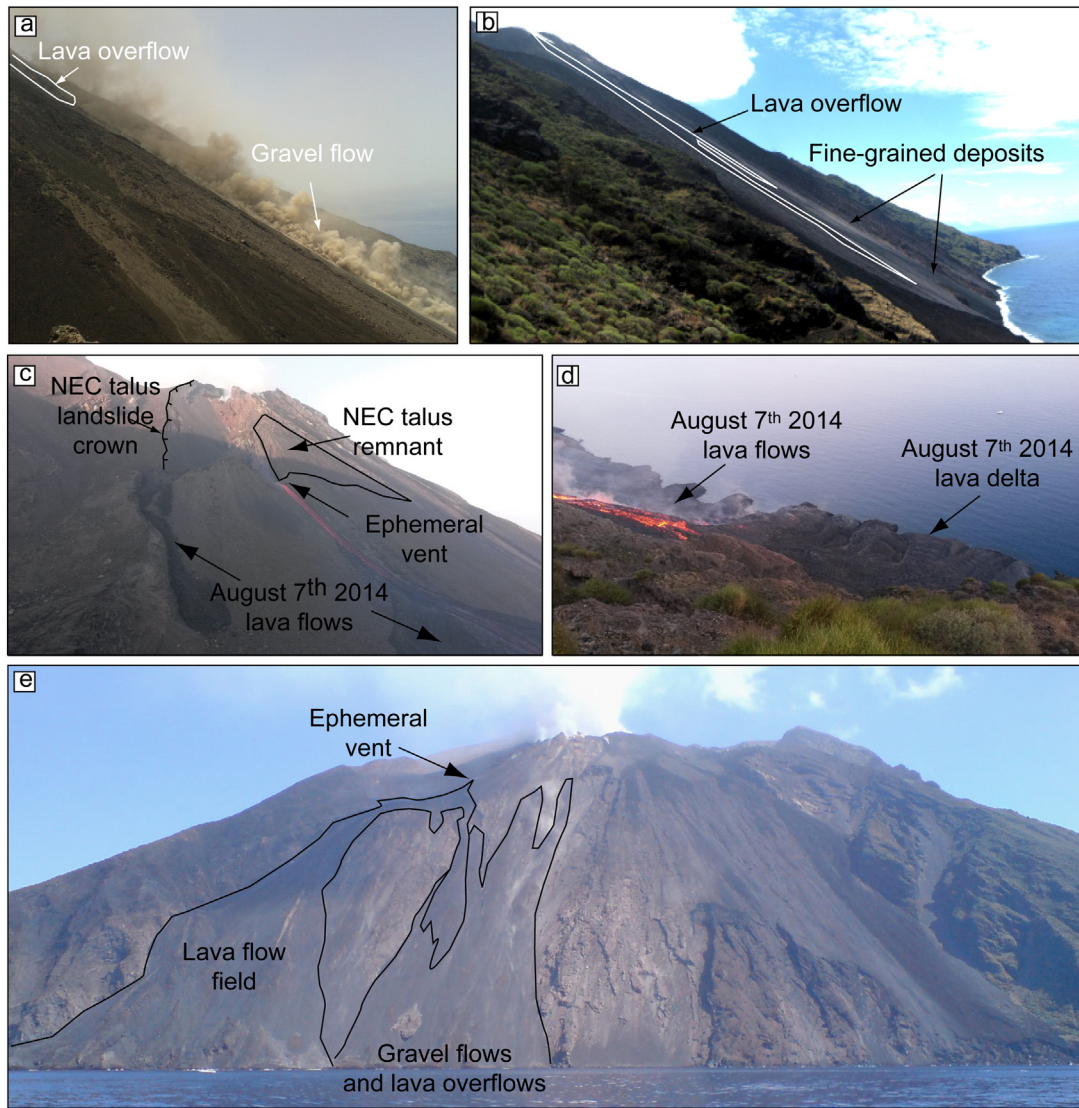 a
Lava overflow
Gravel flow
b
Lava overflow
Fine-grained deposits
c
NEC talus
landslide
crown
NEC talus
remnant
Ephemeral
vent
August 7th 2014
lava flows
d
August 7th 2014
lava flows
August 7th 2014
lava delta
e
Ephemeral
vent
Lava flow
field
Gravel flows
and lava overflows